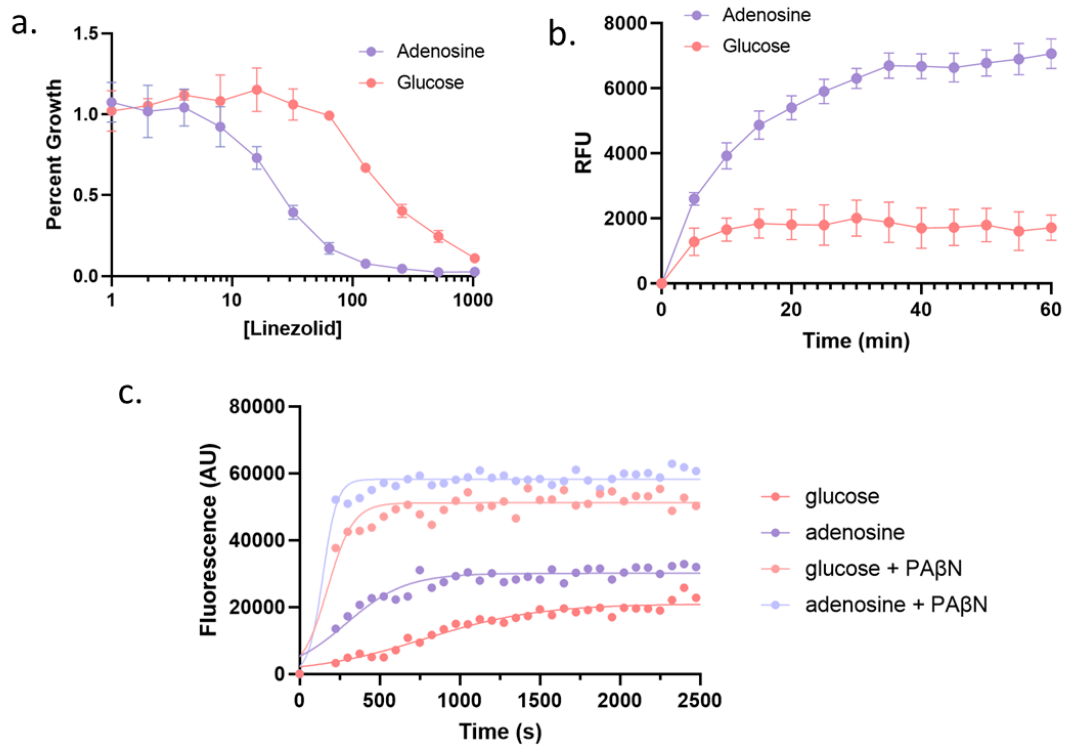 a.
1.5
1.0
0.5
0.0
Percent Growth
1
10
100
1000
[Linezolid]
Adenosine
Glucose
b.
Adenosine
Glucose
8000
6000
4000
2000
0
RFU
0
20
40
60
Time (min)
c.
80000
60000
40000
20000
0
Fluorescence (AU)
0
500
1000
1500
2000
2500
Time (s)
glucose
adenosine
glucose + PAβN
adenosine + PAβN